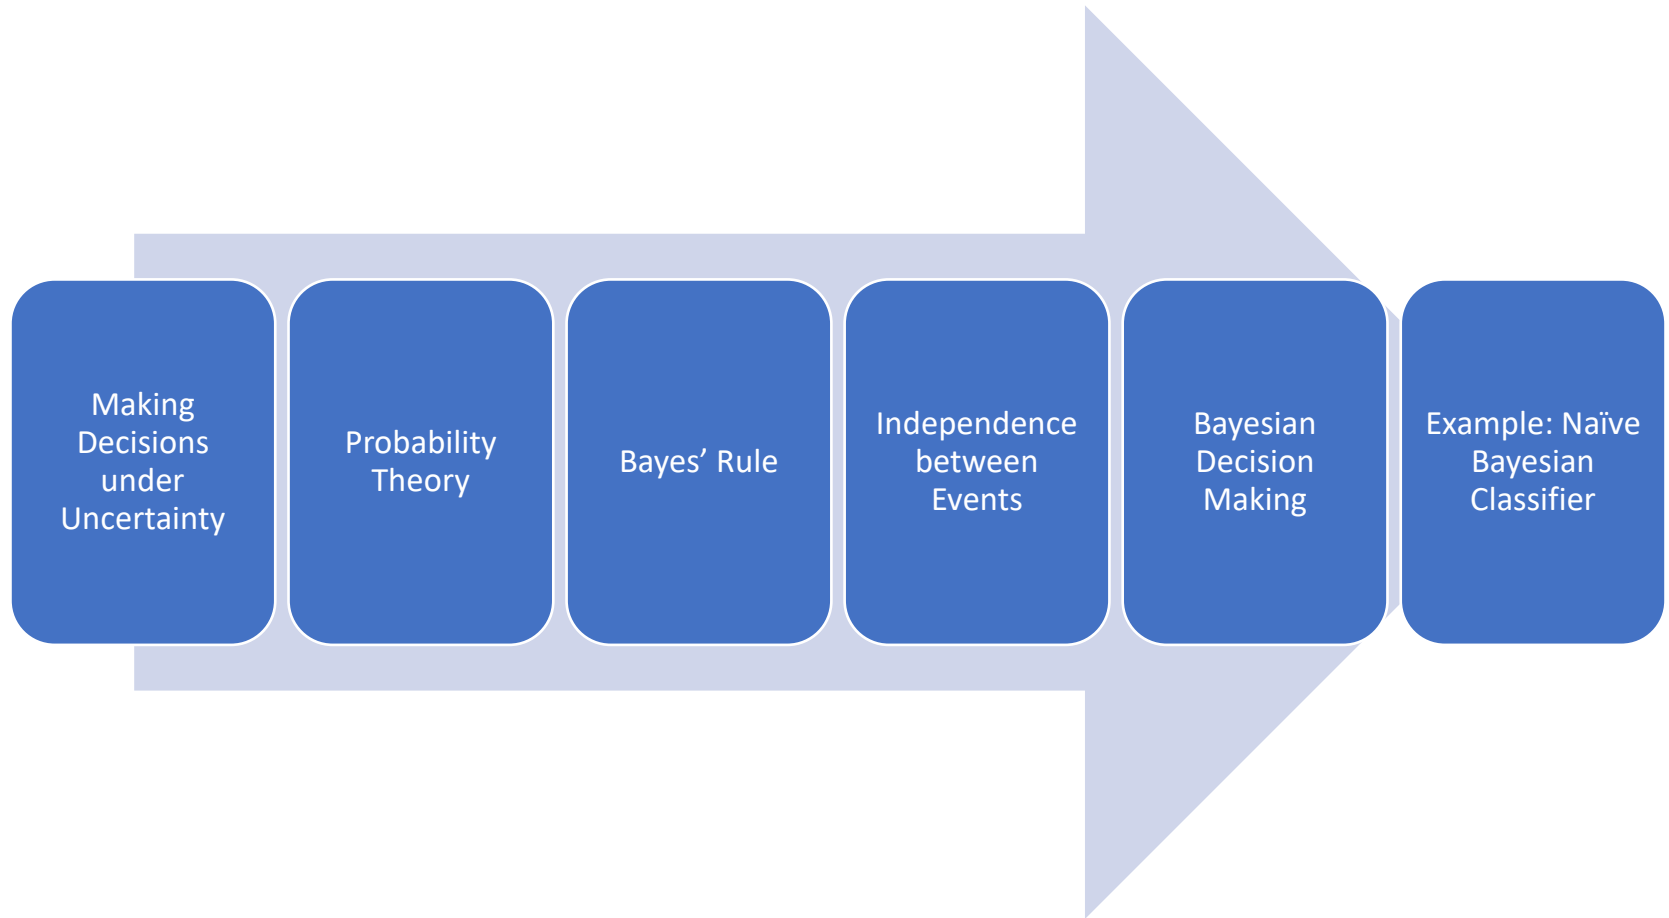 Making
Decisions
under
Uncertainty
Probability
Theory
Bayes’ Rule
Independence
between
Events
Bayesian
Decision
Making
Example: Naïve
Bayesian
Classifier